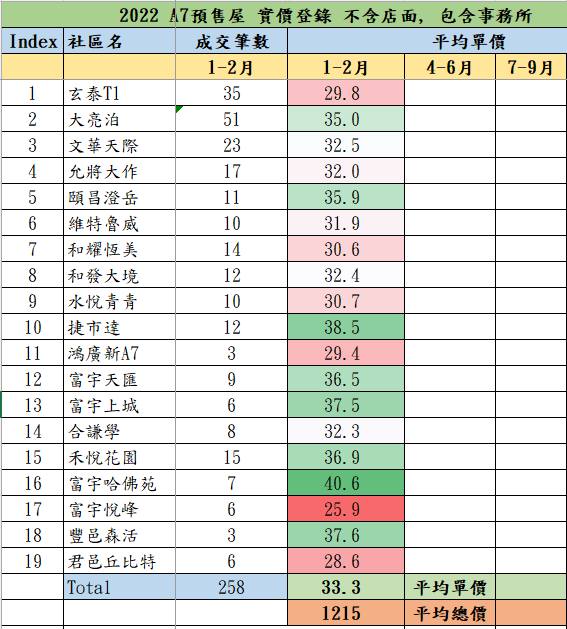 2022 A7預售屋 實價登錄 不含店面, 包含事務所
Index 社區名 成交筆數 平均單價
1-2月 1-2月 4-6月 7-9月
1 玄泰T1 35 29.8
2 大亮泊 51 35.0
3 文華天際 23 32.5
4 允將大作 17 32.0
5 頤昌澄岳 11 35.9
6 維特魯威 10 31.9
7 和耀恆美 14 30.6
8 和發大境 12 32.4
9 水悅青青 10 30.7
10 捷市達 12 38.5
11 鴻廣新A7 3 29.4
12 富宇天匯 9 36.5
13 富宇上城 6 37.5
14 合謙學 8 32.3
15 禾悅花園 15 36.9
16 富宇哈佛苑 7 40.6
17 富宇悅峰 6 25.9
18 豐邑森活 3 37.6
19 君邑丘比特 6 28.6
Total 258 33.3 平均單價
1215 平均總價